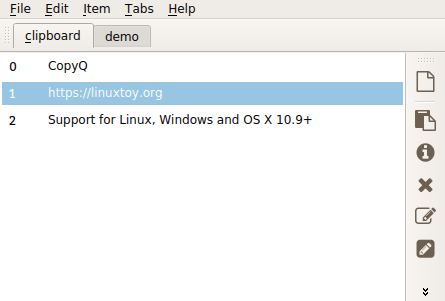 File Edit Item Tabs Help
clipboard demo
0 CopyQ
1 https://linuxtoy.org
2 Support for Linux, Windows and OS X 10.9+